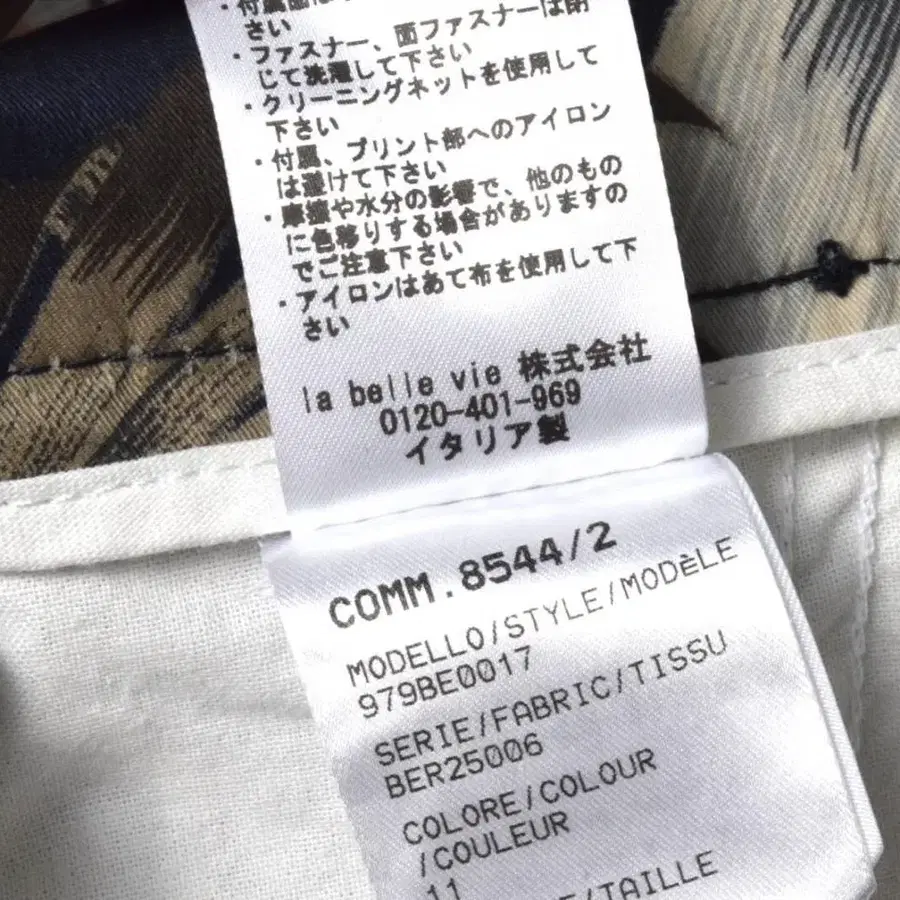 ・付属部は
さい
・ファスナー、面ファスナーは閉
じて洗濯して下さい
・クリーニングネットを使用して
下さい
・付属、プリント部へのアイロン
は避けて下さい
・摩擦や水分の影響で、他のもの
に色移りする場合がありますの
でご注意下さい
・アイロンはあて布を使用して下
さい
la belle vie 株式会社
0120-401-969
イタリア製
COMM.8544/2
MODELLO/STYLE/MODèLE
979BE0017
SERIE/FABRIC/TISSU
BER25006
COLORE/COLOUR
/COULEUR
11
/TAILLE